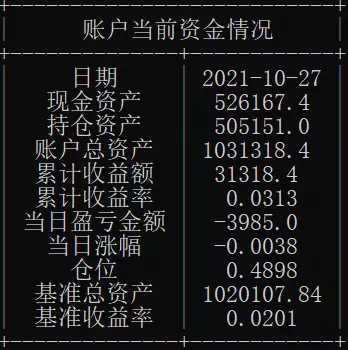 账户当前资金情况
日期 2021-10-27
现金资产 526167.4
持仓资产 505151.0
账户总资产 1031318.4
累计收益额 31318.4
累计收益率 0.0313
当日盈亏金额 -3985.0
当日涨幅 -0.0038
仓位 0.4898
基准总资产 1020107.84
基准收益率 0.0201